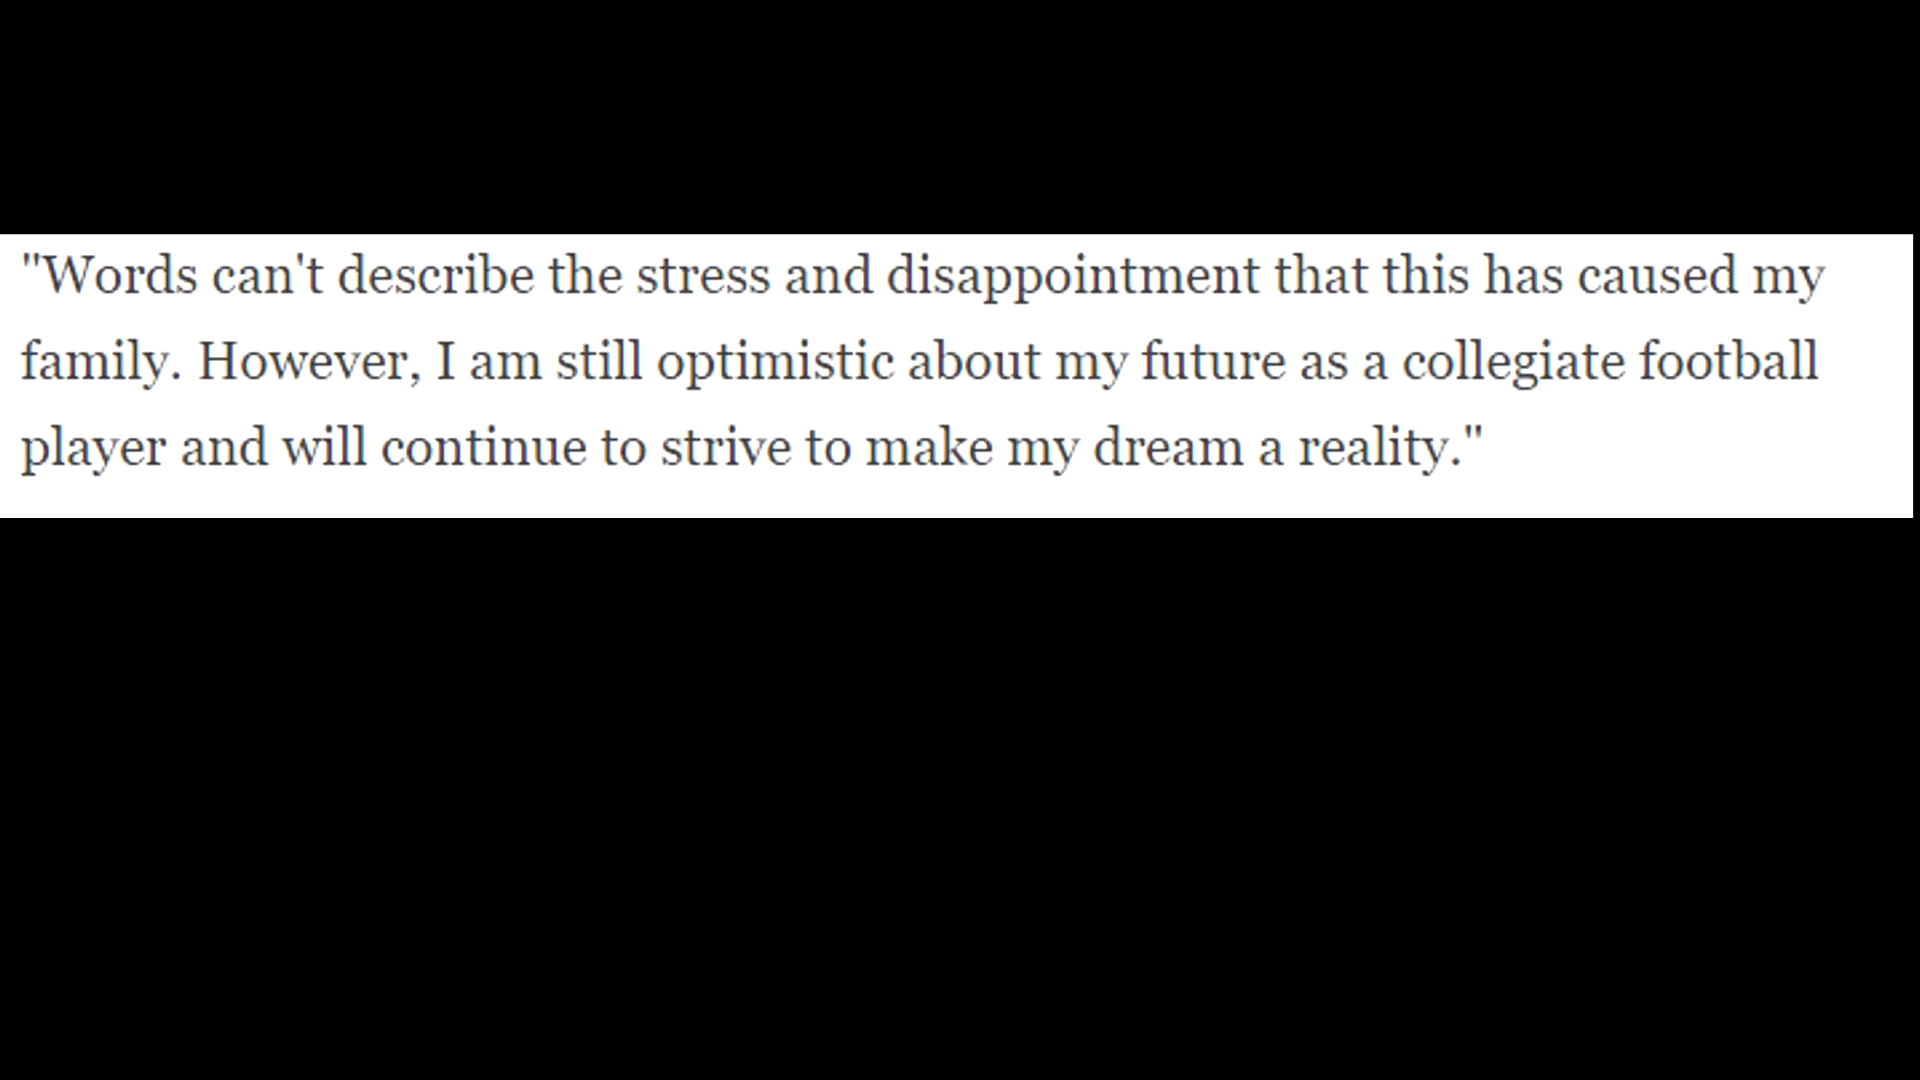 "Words can't describe the stress and disappointment that this has caused my
family. However, I am still optimistic about my future as a collegiate football
player and will continue to strive to make my dream a reality."